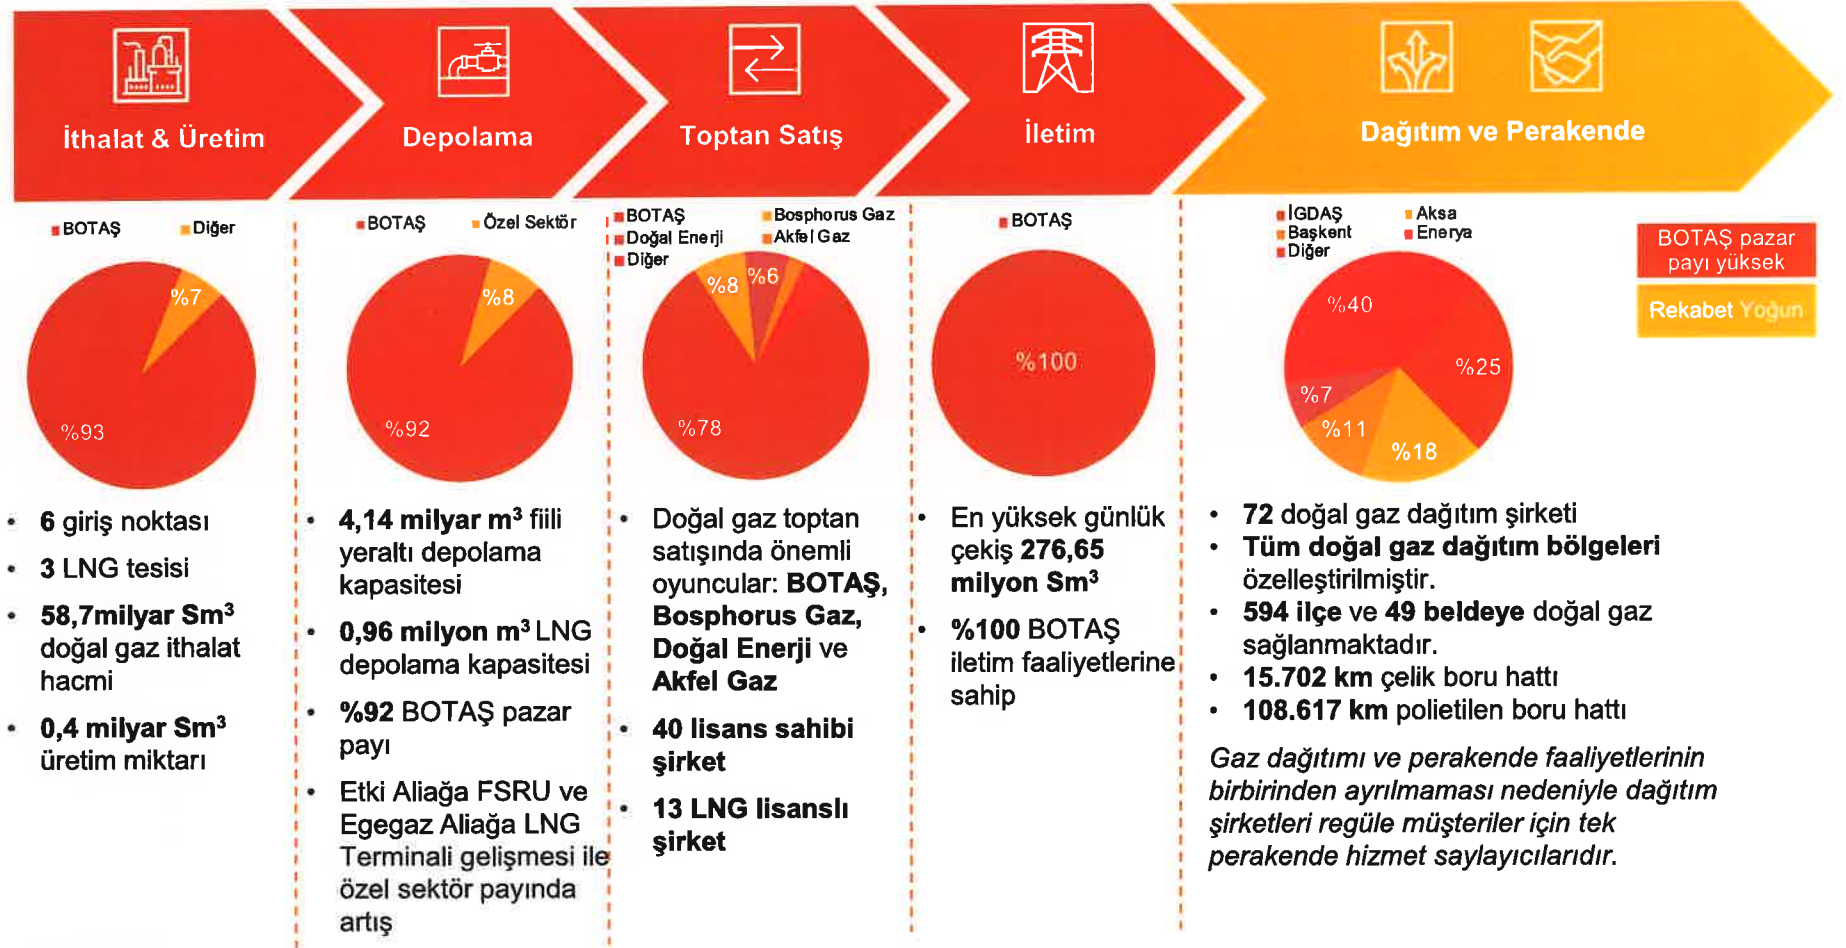 İthalat & Üretim
Depolama
Toptan Satış
İletim
Dağıtım ve Perakende
BOTAŞ
Diğer
%7
%93
6 giriş noktası
3 LNG tesisi
58,7milyar Sm³
doğal gaz ithalat
hacmi
0,4 milyar Sm³
üretim miktarı
BOTAŞ
Özel Sektör
%8
%92
4,14 milyar m³ fiili
yeraltı depolama
kapasitesi
0,96 milyon m³ LNG
depolama kapasitesi
%92 BOTAŞ pazar
payı
Etki Aliağa FSRU ve
Egegaz Aliağa LNG
Terminali gelişmesi ile
özel sektör payında
artış
BOTAŞ
Bosphorus Gaz
Doğal Enerji
Akfel Gaz
Diğer
%8
%6
%78
Doğal gaz toptan
satışında önemli
oyuncular: BOTAŞ,
Bosphorus Gaz,
Doğal Enerji ve
Akfel Gaz
40 lisans sahibi
şirket
13 LNG lisanslı
şirket
BOTAŞ
%100
En yüksek günlük
çekiş 276,65
milyon Sm³
%100 BOTAŞ
iletim faaliyetlerine
sahip
İGDAŞ
Aksa
Başkent
Enerya
Diğer
%40
%25
%7
%11
%18
72 doğal gaz dağıtım şirketi
Tüm doğal gaz dağıtım bölgeleri
özelleştirilmiştir.
594 ilçe ve 49 beldeye doğal gaz
sağlanmaktadır.
15.702 km çelik boru hattı
108.617 km polietilen boru hattı
Gaz dağıtımı ve perakende faaliyetlerinin
birbirinden ayrılmaması nedeniyle dağıtım
şirketleri regüle müşteriler için tek
perakende hizmet saylayıcılarıdır.
BOTAŞ pazar
payı yüksek
Rekabet Yoğun